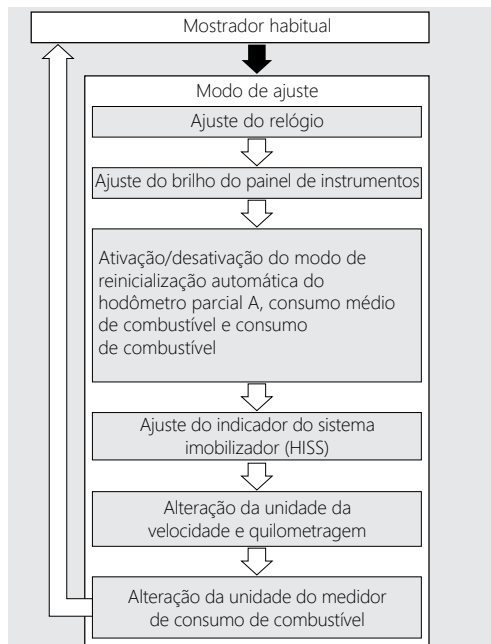 Mostrador habitual
Modo de ajuste
Ajuste do relógio
Ajuste do brilho do painel de instrumentos
Ativação/desativação do modo de
reinicialização automática do
hodômetro parcial A, consumo médio
de combustível e consumo
de combustível
Ajuste do indicador do sistema
imobilizador (HISS)
Alteração da unidade da
velocidade e quilometragem
Alteração da unidade do medidor
de consumo de combustível